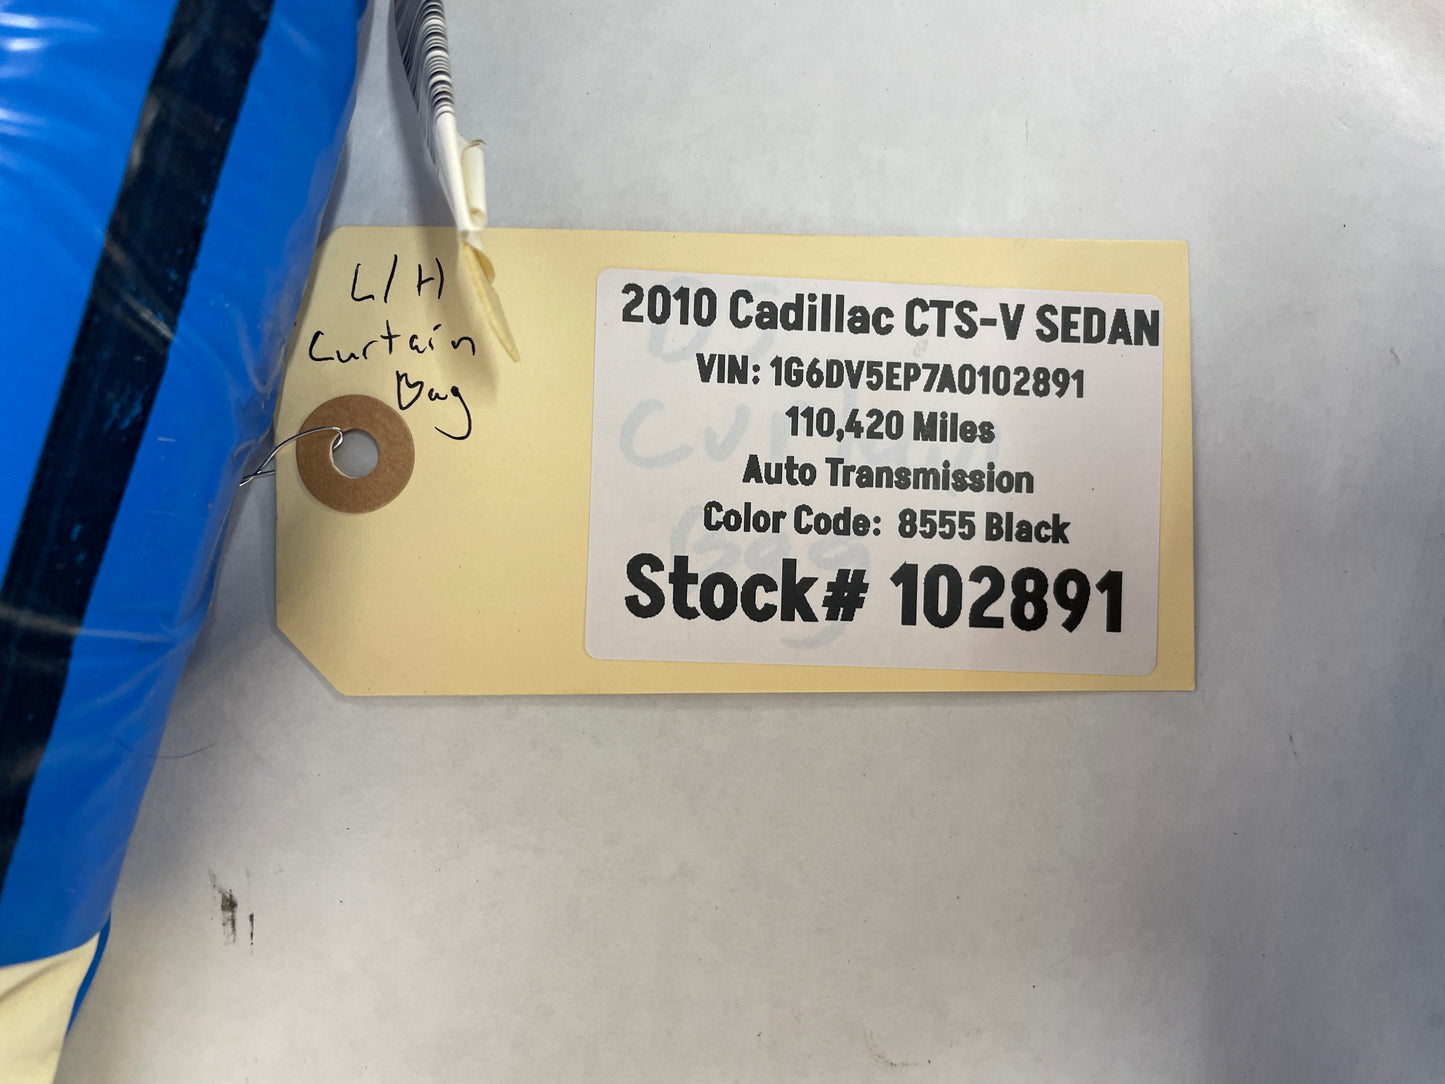 L/H
Curtain
Bag
2010 Cadillac CTS-V SEDAN
VIN: 1G6DV5EP7A0102891
110,420 Miles
Auto Transmission
Color Code: 8555 Black
Stock# 102891